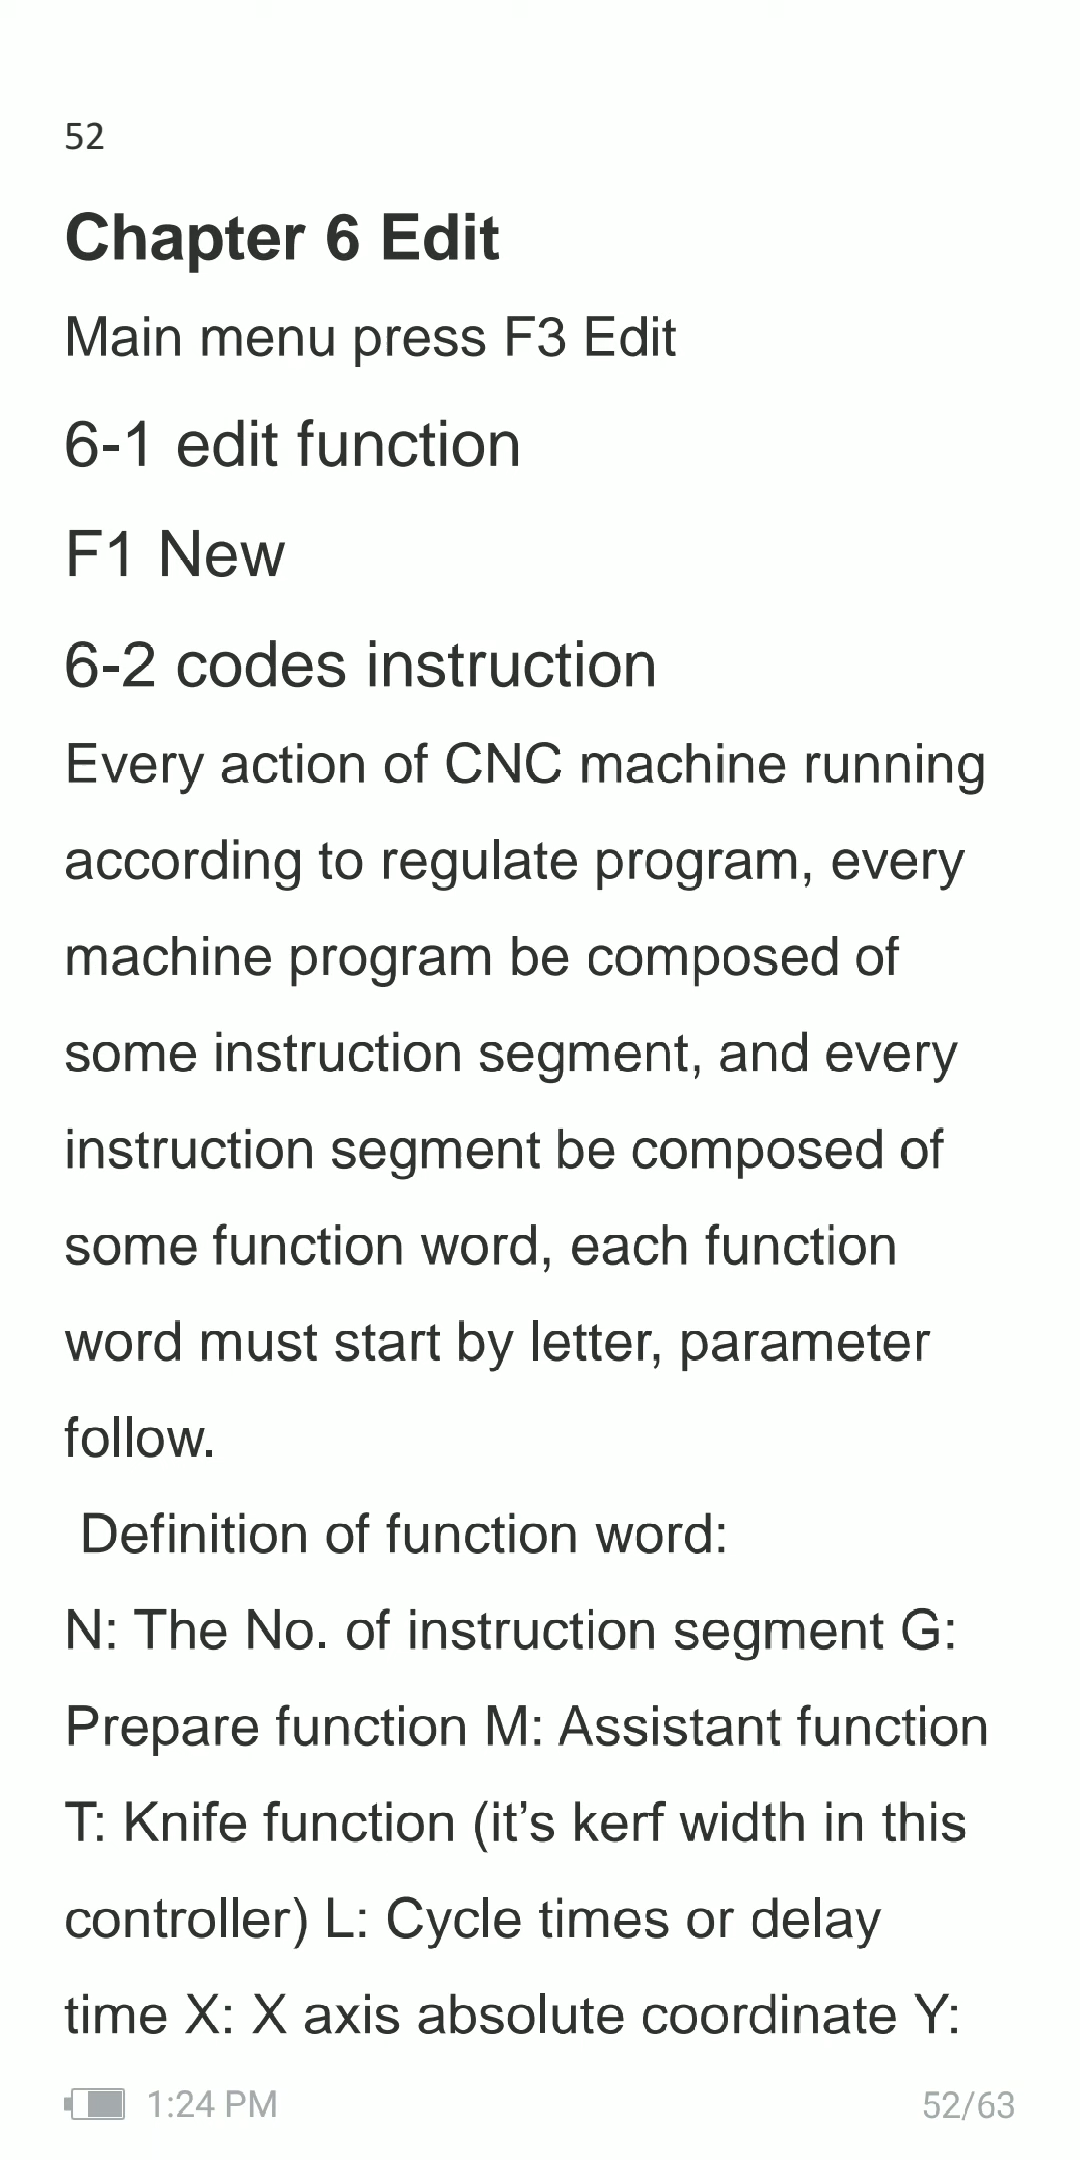 52
Chapter 6 Edit
Main menu press F3 Edit
6-1 edit function
F1 New
6-2 codes instruction
Every action of CNC machine running
according to regulate program, every
machine program be composed of
some instruction segment, and every
instruction segment be composed of
some function word, each function
word must start by letter, parameter
follow.
Definition of function word:
N: The No. of instruction segment G:
Prepare function M: Assistant function
T: Knife function (it’s kerf width in this
controller) L: Cycle times or delay
time X: X axis absolute coordinate Y:
1:24 PM 52/63